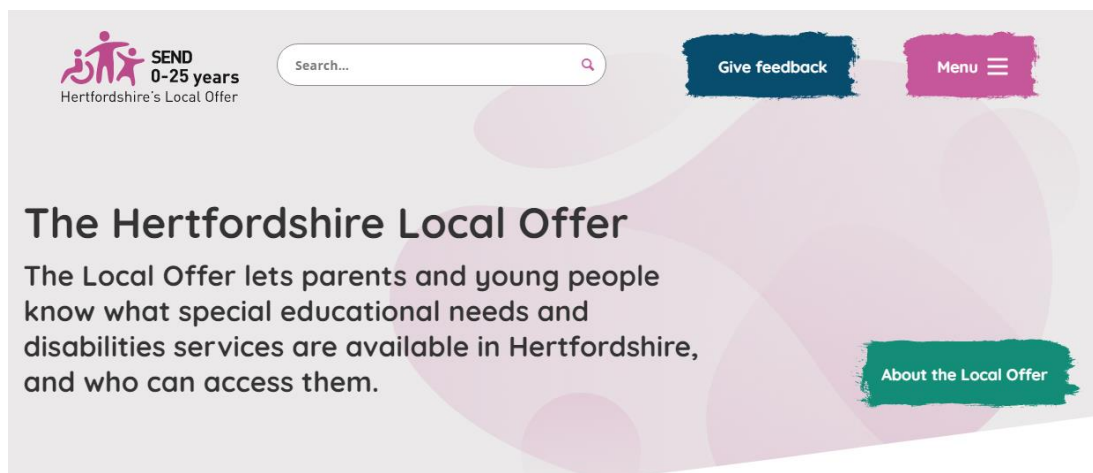 SEND
0-25 years
Hertfordshire's Local Offer
Search...
Give feedback
Menu
The Hertfordshire Local Offer
The Local Offer lets parents and young people
know what special educational needs and
disabilities services are available in Hertfordshire,
and who can access them.
About the Local Offer